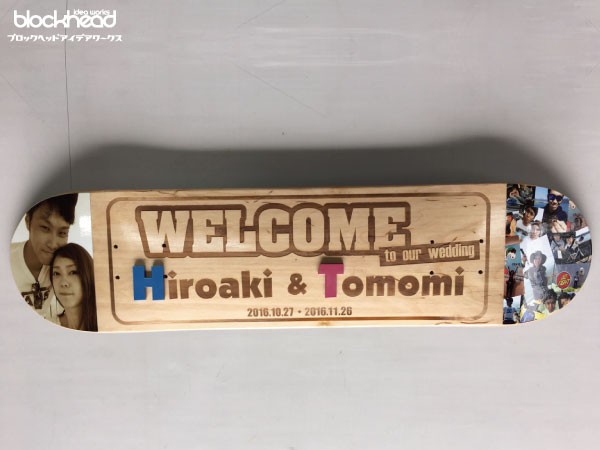 idea works
blockhead
ブロックヘッドアイデアワークス
WELCOME
to our wedding
Hiroaki & Tomomi
2016.10.27 • 2016.11.26